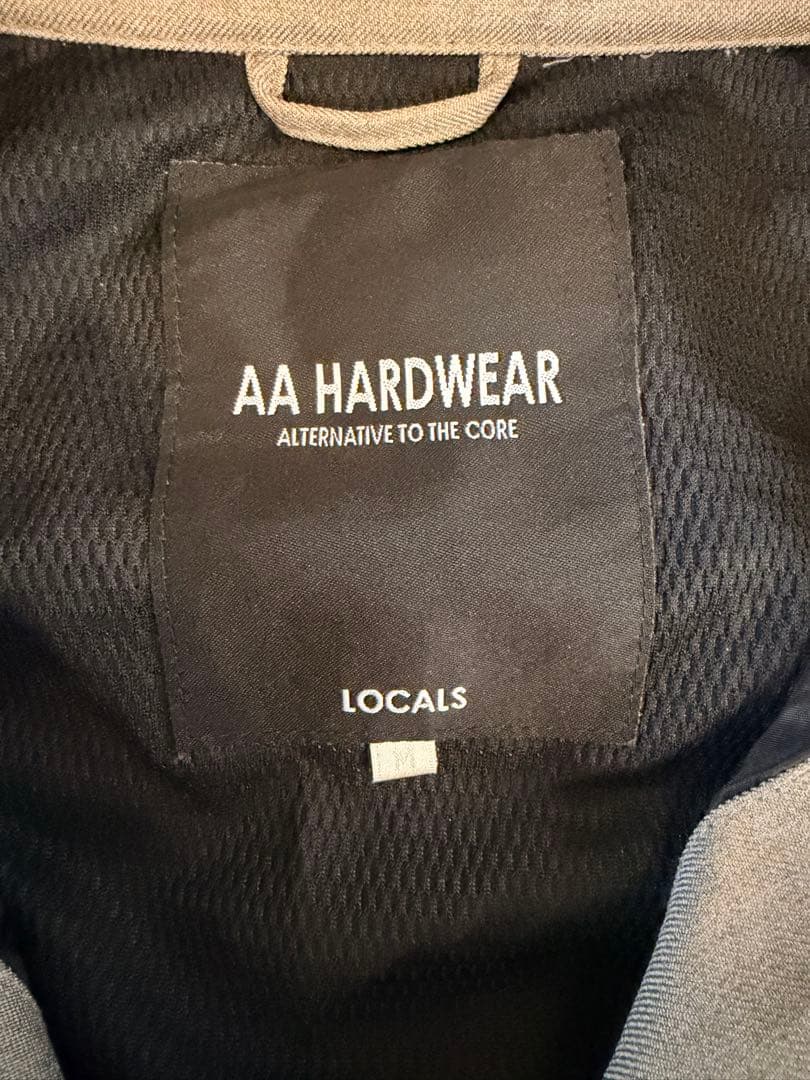 AA HARDWEAR
ALTERNATIVE TO THE CORE
LOCALS
M